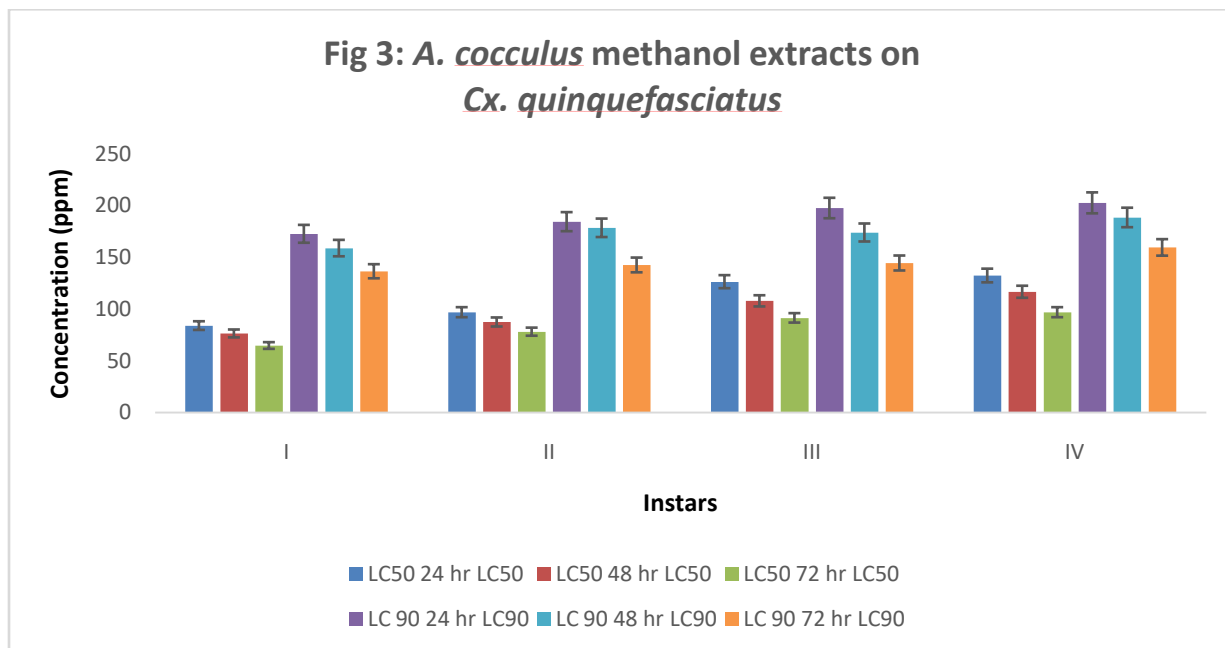 Fig 3: A. cocculus methanol extracts on
Cx. quinquefasciatus
250
200
150
100
50
0
Concentration (ppm)
I II III IV
Instars
LC50 24 hr LC50 LC50 48 hr LC50 LC50 72 hr LC50
LC 90 24 hr LC90 LC 90 48 hr LC90 LC 90 72 hr LC90